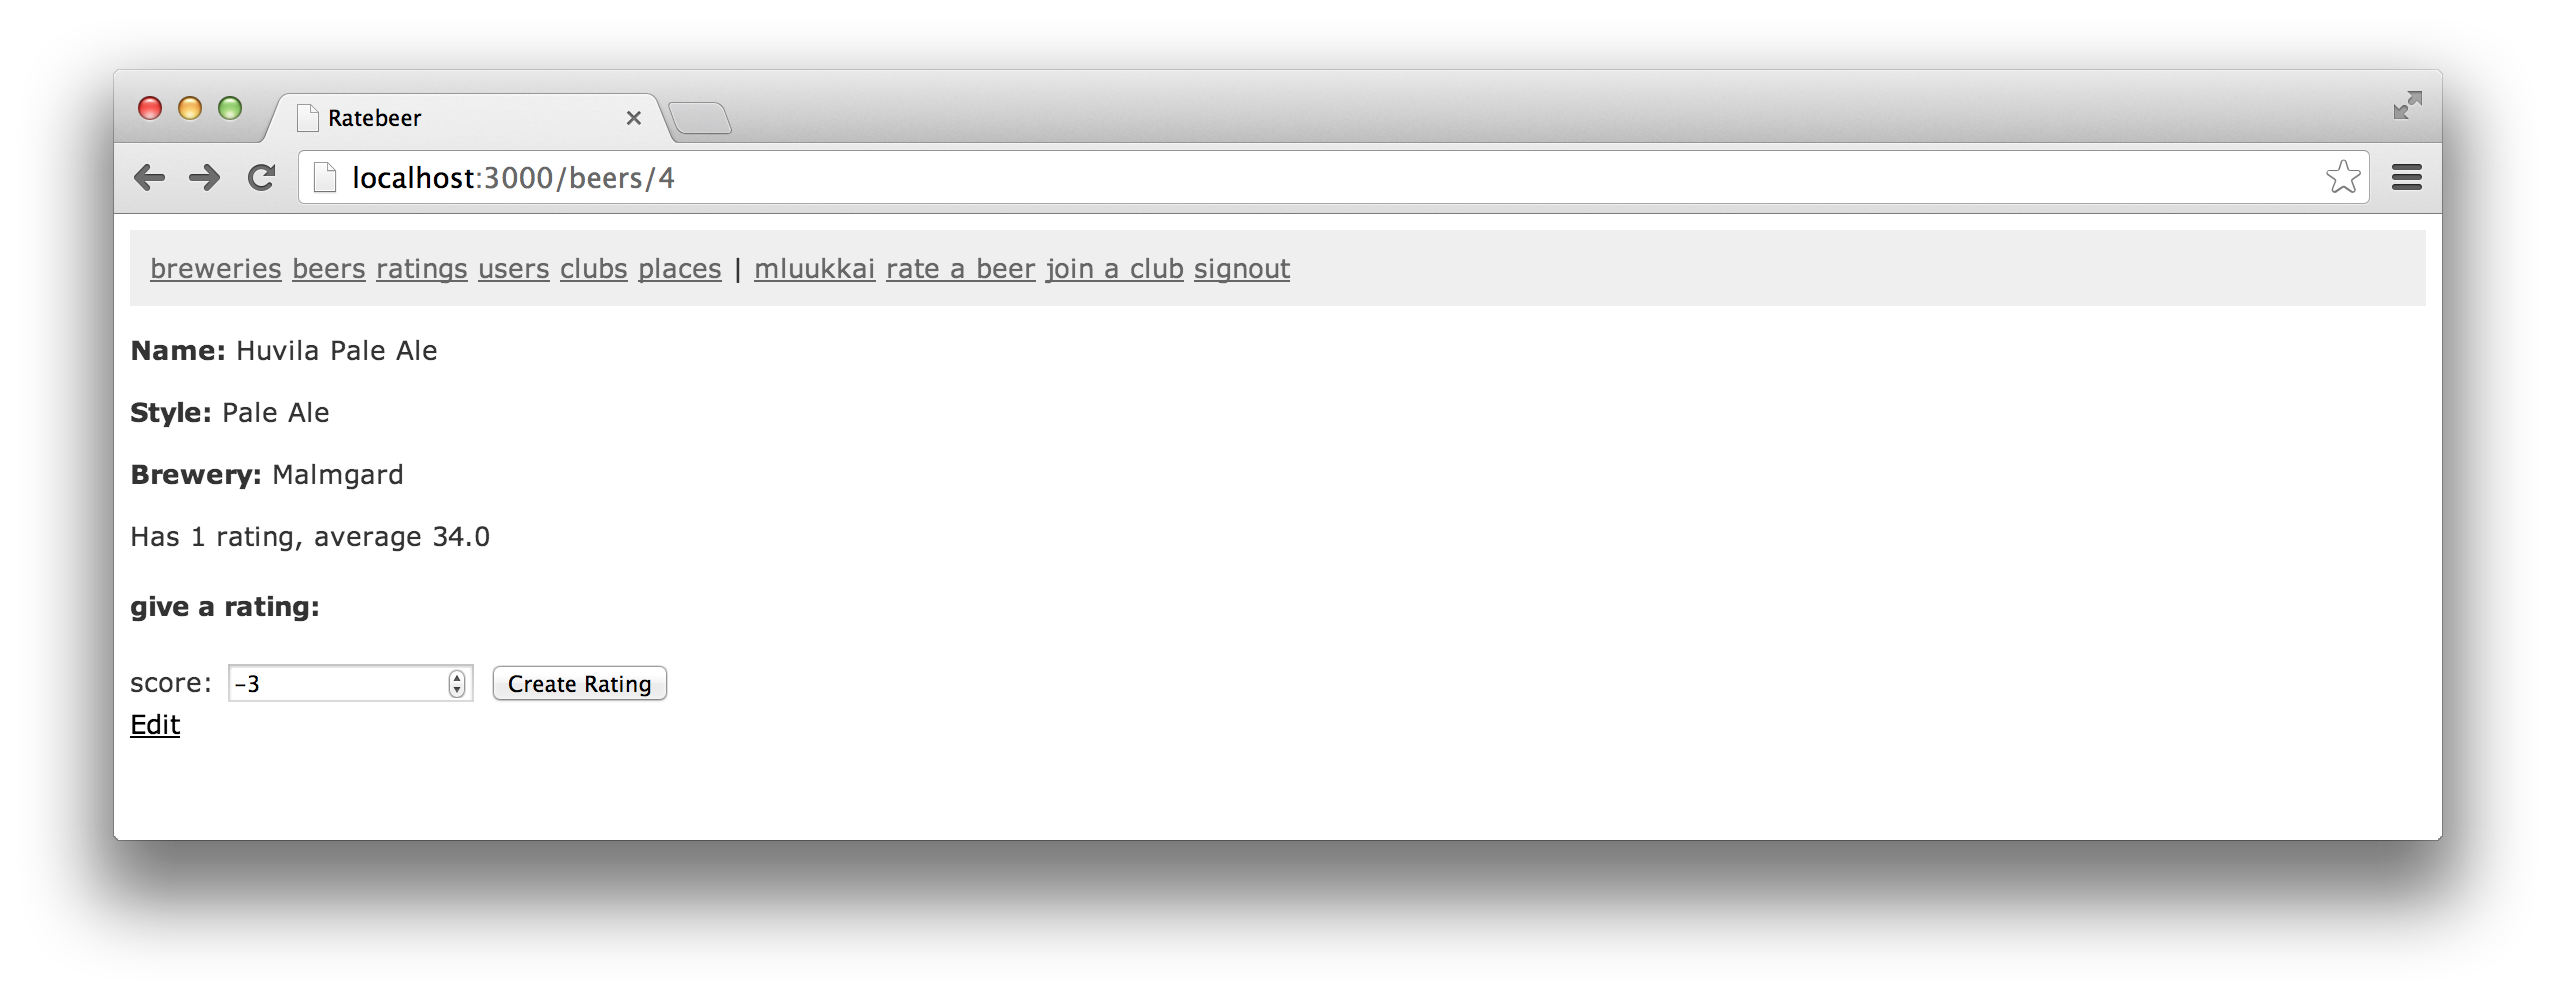 Ratebeer
localhost:3000/beers/4
breweries beers ratings users clubs places | mluukkai rate a beer join a club signout
Name: Huvila Pale Ale
Style: Pale Ale
Brewery: Malmgard
Has 1 rating, average 34.0
give a rating:
score: -3 Create Rating
Edit